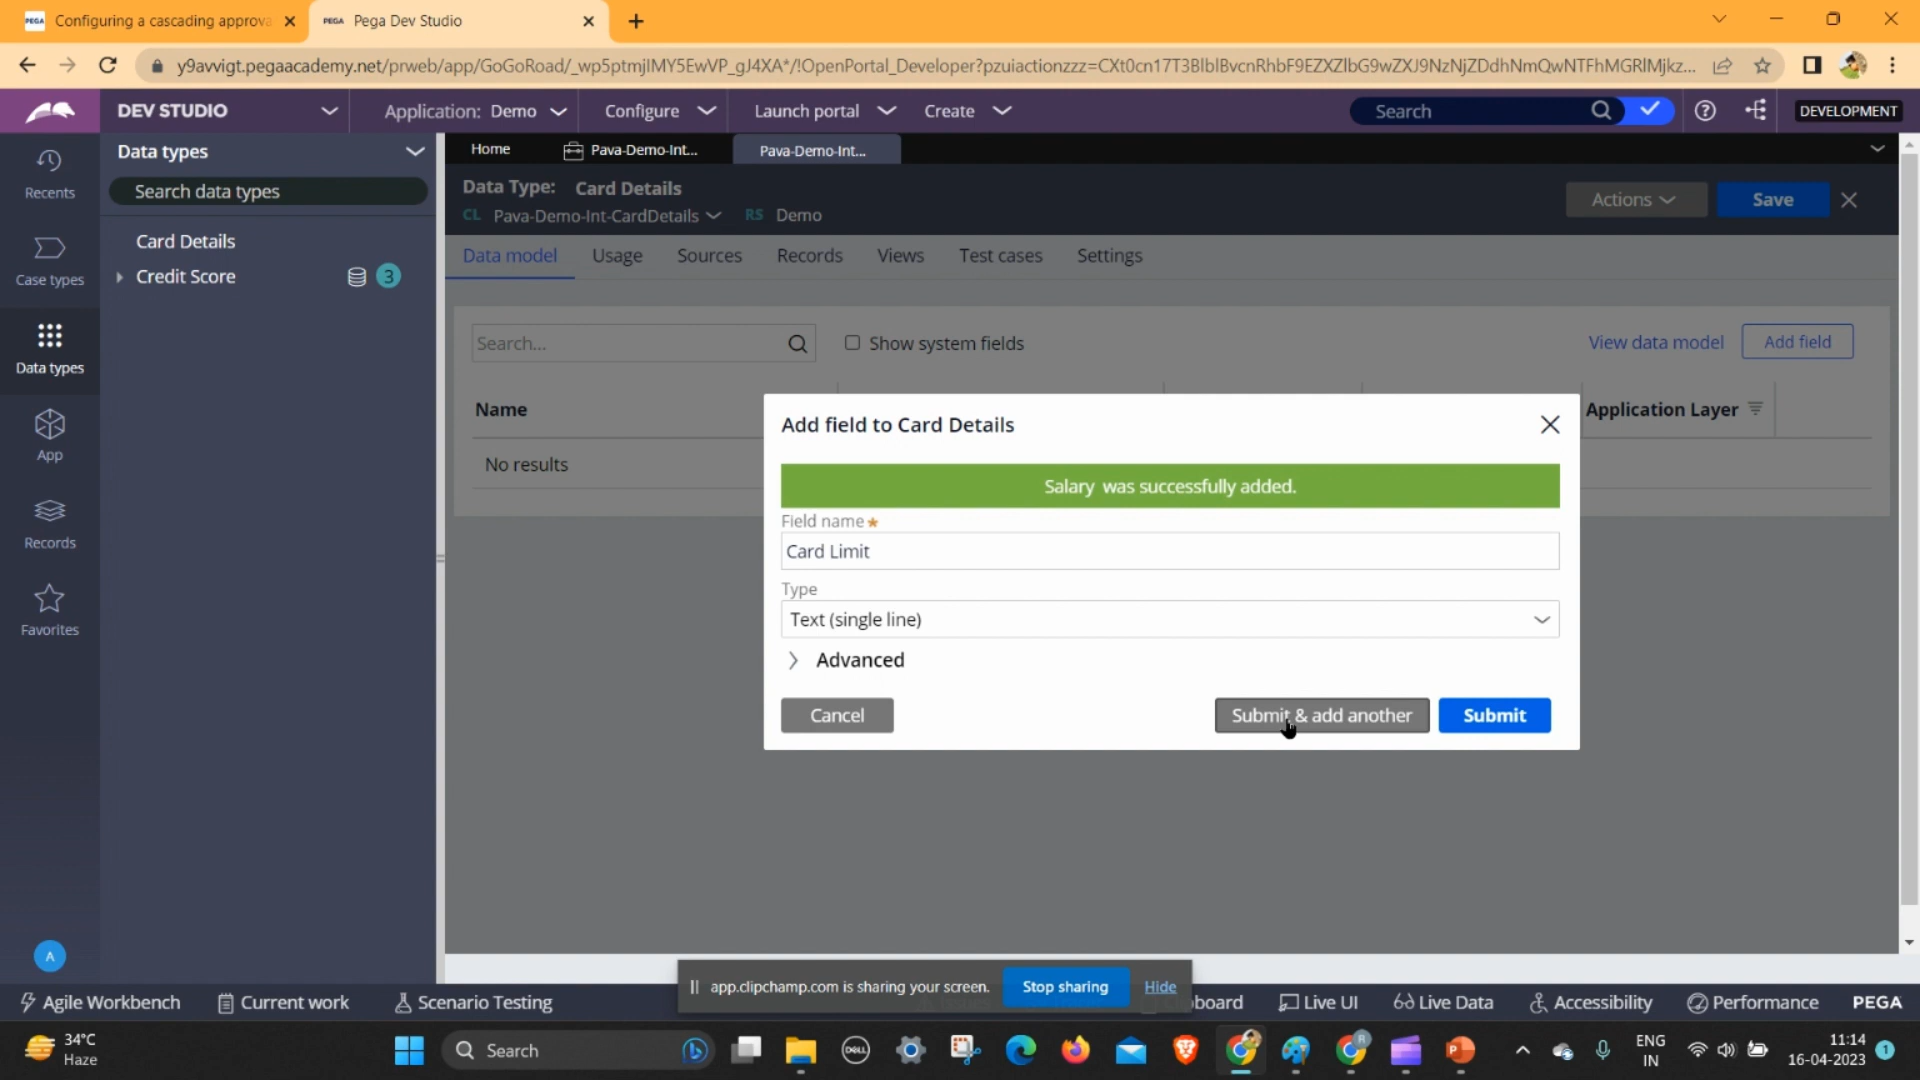 PEGA Configuring a cascading approva
PEGA Pega Dev Studio
y9avvigt.pegaacademy.net/prweb/app/GoGoRoad/_wp5ptmjIMY5EwVP_gJ4XA*/!OpenPortal_Developer?pzuiactionzzz=CXt0cn17T3BlblBvcnRhbF9EZXZlbG9wZXJ9NzNjZDdhNmQwNTFhMGRlMjkz...
DEV STUDIO
Application: Demo
Configure
Launch portal
Create
Search
DEVELOPMENT
Recents
Case types
Data types
App
Records
Favorites
A
Data types
Search data types
Card Details
Credit Score 3
Home
Pava-Demo-Int...
Pava-Demo-Int...
Data Type: Card Details
CL Pava-Demo-Int-CardDetails RS Demo
Actions
Save
Data model Usage Sources Records Views Test cases Settings
Search...
Show system fields
View data model
Add field
Name
Application Layer
No results
Add field to Card Details
Salary was successfully added.
Field name
Card Limit
Type
Text (single line)
Advanced
Cancel
Submit & add another
Submit
app.clipchamp.com is sharing your screen.
Stop sharing
Hide
Agile Workbench
Current work
Scenario Testing
board
Live UI
Live Data
Accessibility
Performance
PEGA
34°C
Haze
Search
DELL
R
P
ENG
IN
11:14
16-04-2023
1